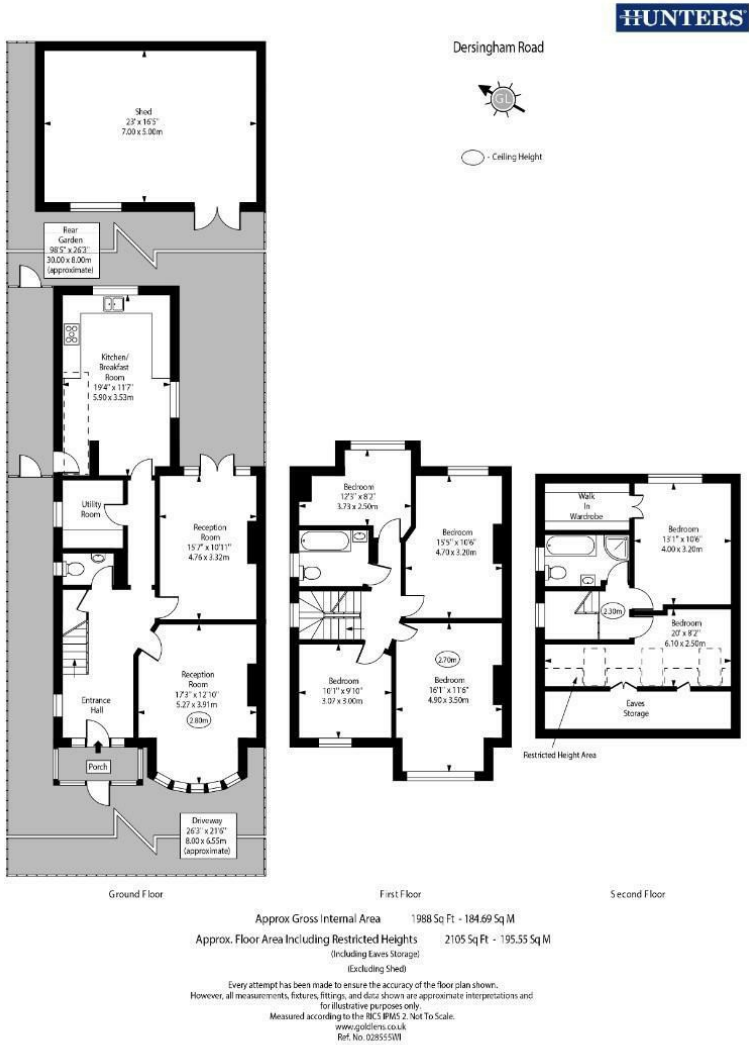 HUNTERS
Dersingham Road
GL
- Ceiling Height
Shed
23' x 16'5"
7.00 x 5.00m
Rear
Garden
98'5" x 26'3"
30.00 x 8.00m
(approximate)
Kitchen/
Breakfast
Room
19'4" x 11'7"
5.90 x 3.53m
Utility
Room
Reception
Room
15'7" x 10'11"
4.76 x 3.32m
Reception
Room
17'3" x 12'10"
5.27 x 3.91m
2.80m
Entrance
Hall
Porch
Driveway
26'3" x 21'6"
8.00 x 6.55m
(approximate)
Ground Floor
Bedroom
12'3" x 8'2"
3.73 x 2.50m
Bedroom
15'5" x 10'6"
4.70 x 3.20m
Bedroom
10'1" x 9'10"
3.07 x 3.00m
2.70m
Bedroom
16'1" x 11'6"
4.90 x 3.50m
First Floor
Walk
In
Wardrobe
Bedroom
13'1" x 10'6"
4.00 x 3.20m
2.30m
Bedroom
20' x 8'2"
6.10 x 2.50m
Eaves
Storage
Restricted Height Area
Second Floor
Approx Gross Internal Area 1988 Sq Ft - 184.69 Sq M
Approx. Floor Area Including Restricted Heights 2105 Sq Ft - 195.55 Sq M
(Including Eaves Storage)
(Excluding Shed)
Every attempt has been made to ensure the accuracy of the floor plan shown.
However, all measurements, fixtures, fittings, and data shown are approximate interpretations and
for illustrative purposes only.
Measured according to the RICS IPMS 2. Not To Scale.
www.goldlens.co.uk
Ref. No. 028555WI